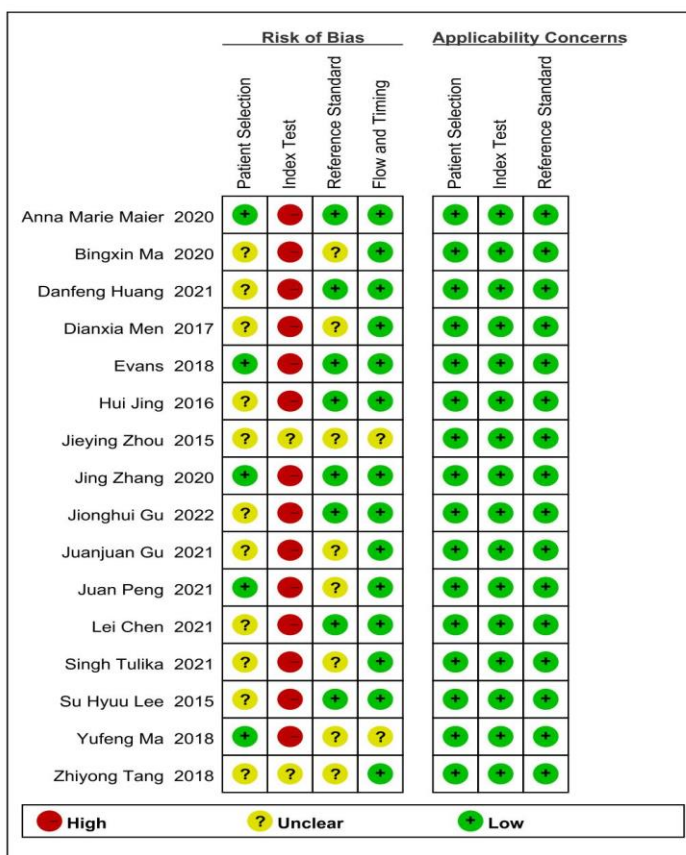 Risk of Bias Applicability Concerns
Patient Selection Index Test Reference Standard Flow and Timing Patient Selection Index Test Reference Standard
Anna Marie Maier 2020 + - + + + + +
Bingxin Ma 2020 ? - ? + + + +
Danfeng Huang 2021 ? - + + + + +
Dianxia Men 2017 ? - ? + + + +
Evans 2018 + - + + + + +
Hui Jing 2016 ? - + + + + +
Jieying Zhou 2015 ? ? ? ? + + +
Jing Zhang 2020 + - + + + + +
Jionghui Gu 2022 ? - + + + + +
Juanjuan Gu 2021 ? - ? + + + +
Juan Peng 2021 + - ? + + + +
Lei Chen 2021 ? - + + + + +
Singh Tulika 2021 ? - ? + + + +
Su Hyuu Lee 2015 ? - + + + + +
Yufeng Ma 2018 + - ? ? + + +
Zhiyong Tang 2018 ? ? ? + + + +
- High ? Unclear + Low